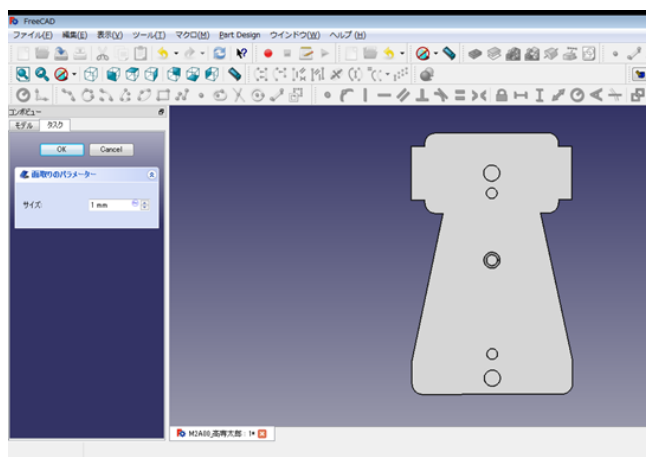 FreeCAD
ファイル(F) 編集(E) 表示(V) ツール(T) マクロ(M) Part Design ウインドウ(W) ヘルプ(H)
コンボビュー
モデル タスク
OK Cancel
面取りのパラメーター
サイズ: 1 mm
M2A00_高専太郎 : 1*